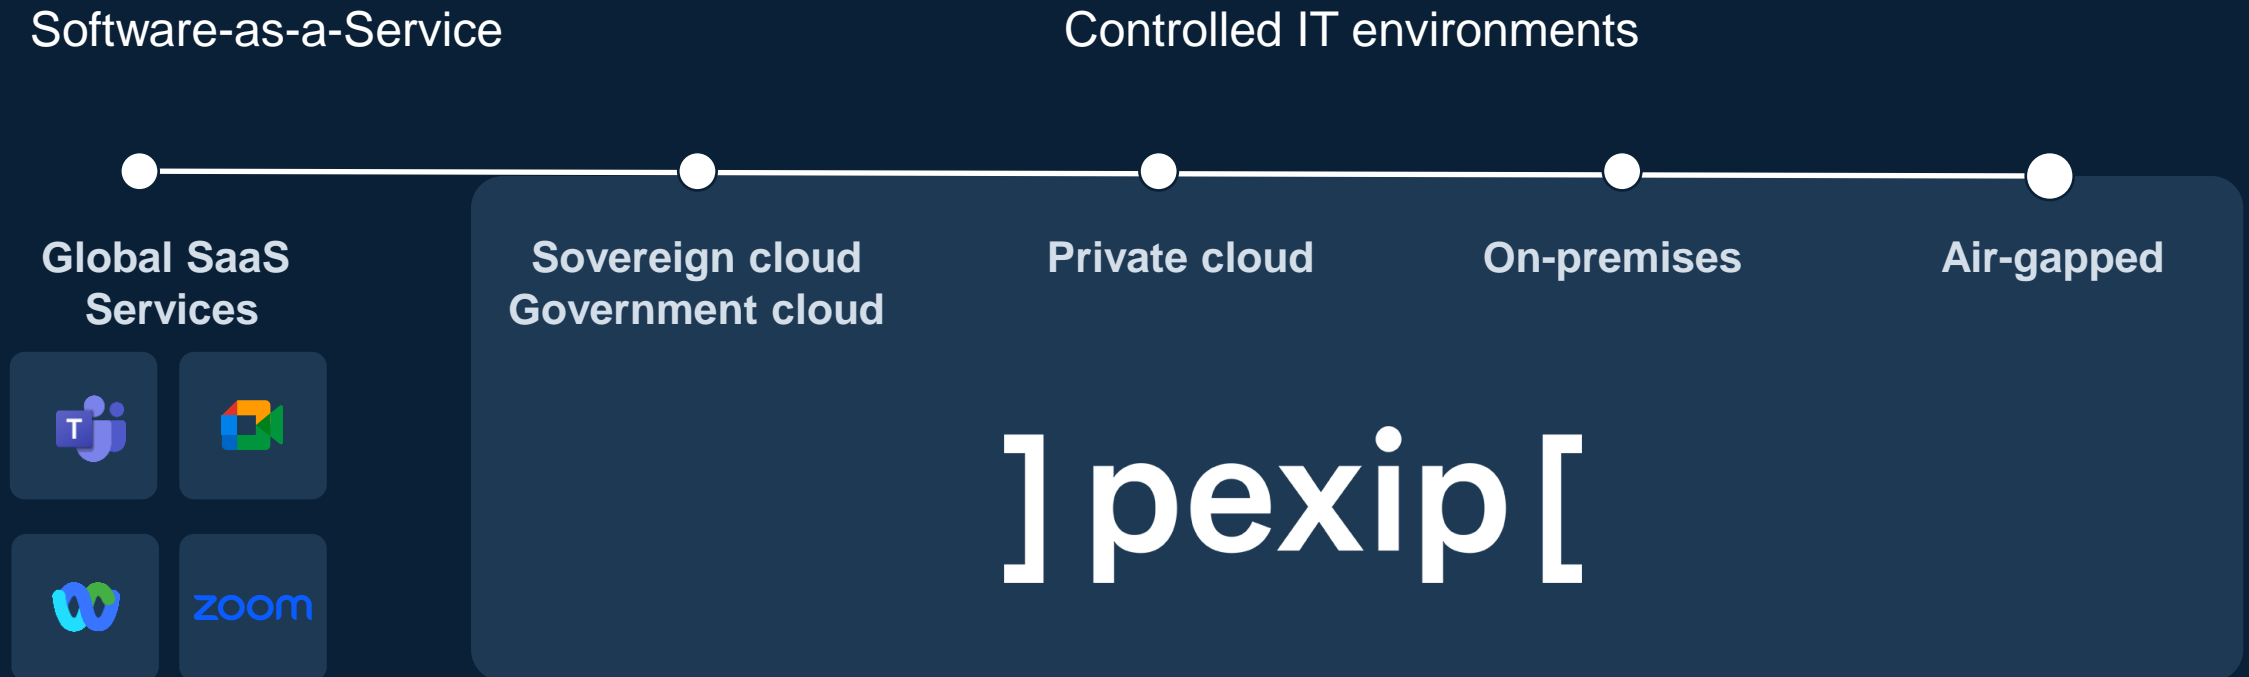 Software-as-a-Service
Controlled IT environments
Global SaaS
Services
Sovereign cloud
Government cloud
Private cloud
On-premises
Air-gapped
T
zoom
]pexip[